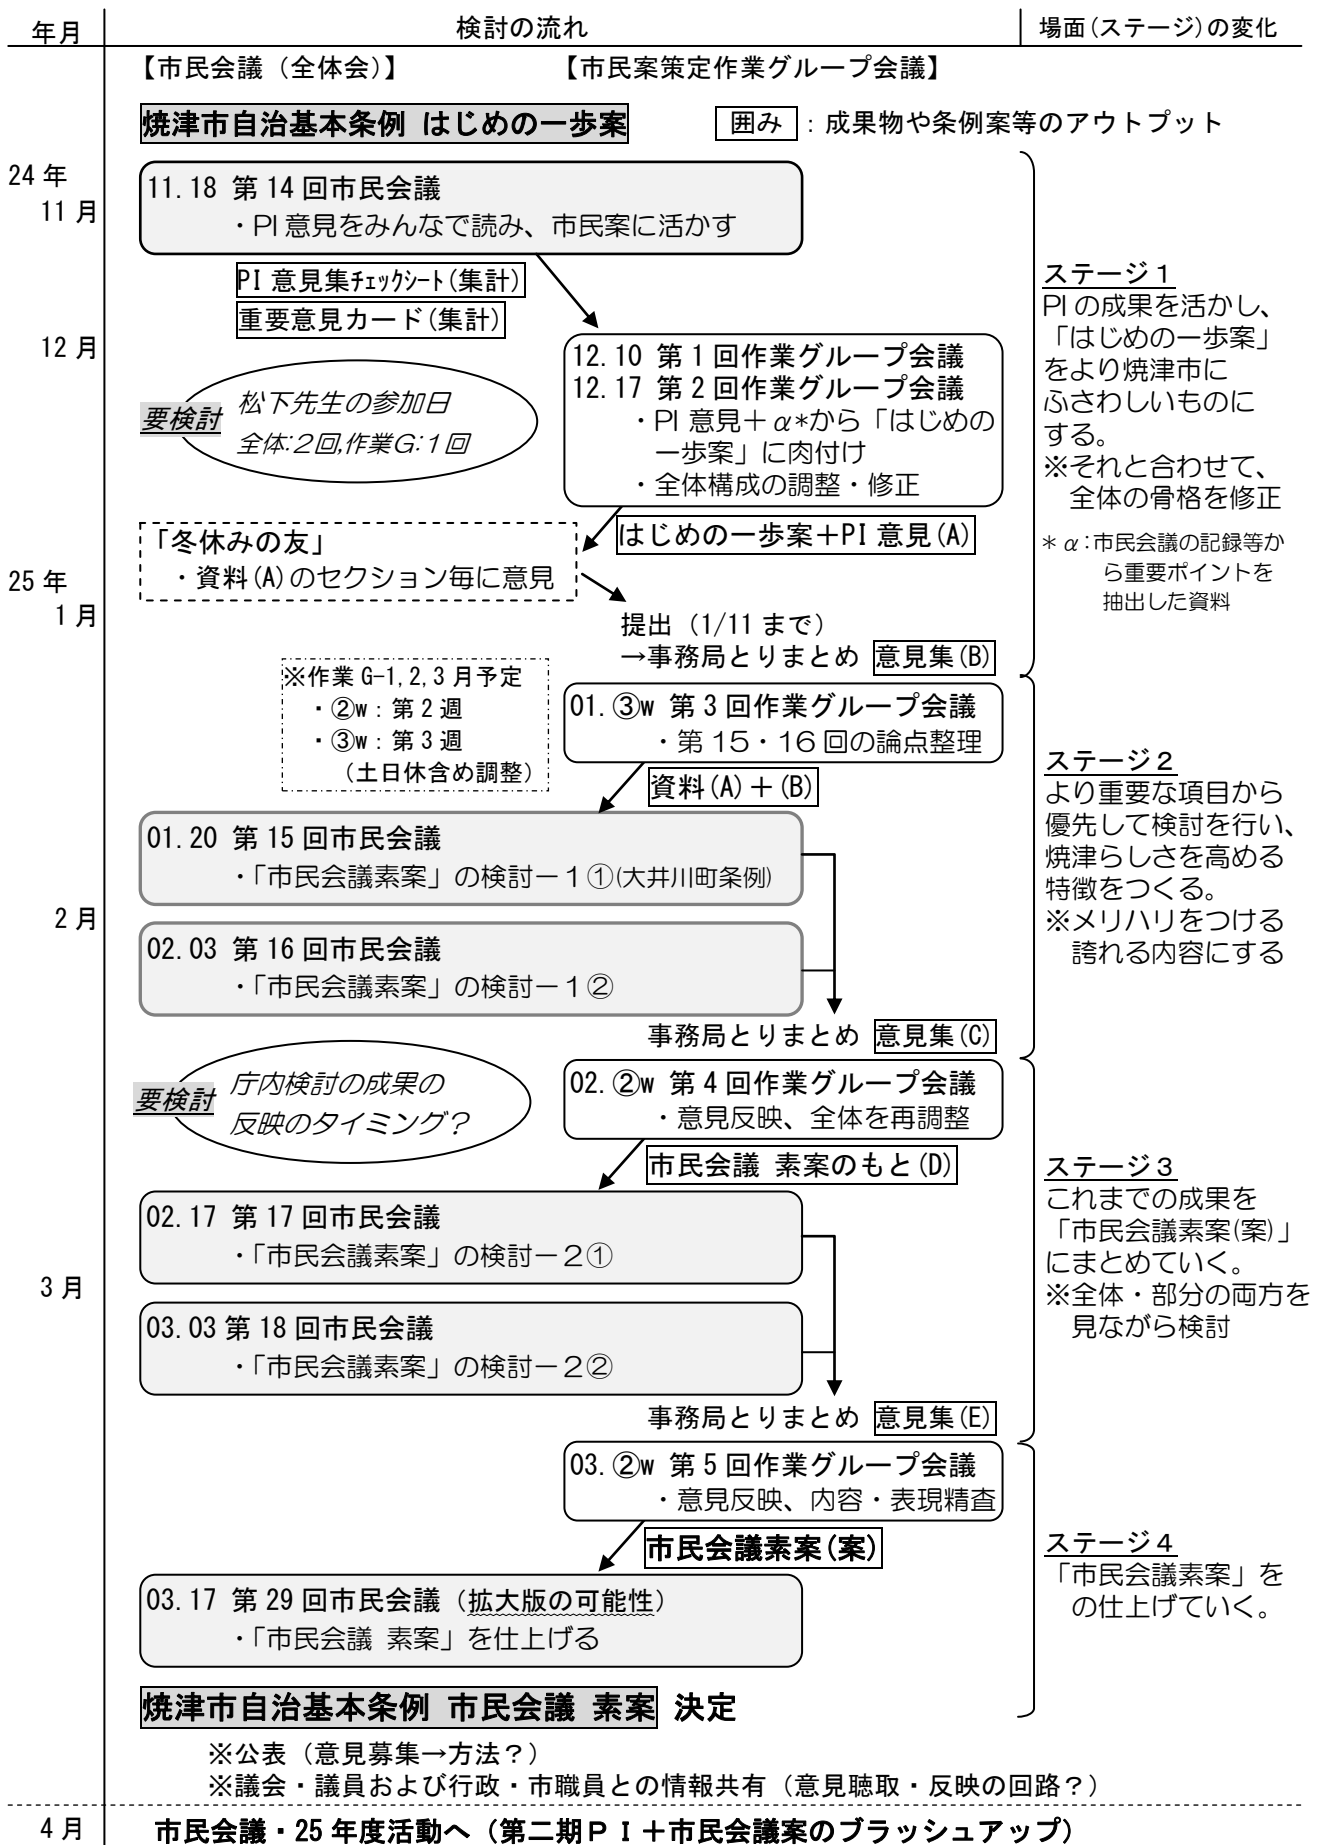 年月
検討の流れ
場面(ステージ)の変化
【市民会議（全体会）】
【市民案策定作業グループ会議】
焼津市自治基本条例 はじめの一歩案
囲み：成果物や条例案等のアウトプット
24年
11月
11.18 第14回市民会議
・PI意見をみんなで読み、市民案に活かす
PI意見集ﾁｪｯｸｼｰﾄ(集計)
重要意見カード(集計)
12月
12.10 第1回作業グループ会議
12.17 第2回作業グループ会議
・PI意見＋α*から「はじめの
一歩案」に肉付け
・全体構成の調整・修正
要検討
松下先生の参加日
全体:2回,作業G:1回
はじめの一歩案＋PI意見(A)
「冬休みの友」
・資料(A)のセクション毎に意見
ステージ１
PIの成果を活かし、
「はじめの一歩案」
をより焼津市に
ふさわしいものに
する。
※それと合わせて、
全体の骨格を修正
＊α：市民会議の記録等か
ら重要ポイントを
抽出した資料
25年
1月
提出（1/11まで）
→事務局とりまとめ 意見集(B)
※作業G-1,2,3月予定
・②w：第2週
・③w：第3週
（土日休含め調整）
01.③w 第3回作業グループ会議
・第15・16回の論点整理
資料(A)＋(B)
01.20 第15回市民会議
・「市民会議素案」の検討－１①(大井川町条例)
2月
02.03 第16回市民会議
・「市民会議素案」の検討－１②
事務局とりまとめ 意見集(C)
ステージ２
より重要な項目から
優先して検討を行い、
焼津らしさを高める
特徴をつくる。
※メリハリをつける
誇れる内容にする
要検討
庁内検討の成果の
反映のタイミング？
02.②w 第4回作業グループ会議
・意見反映、全体を再調整
市民会議 素案のもと(D)
02.17 第17回市民会議
・「市民会議素案」の検討－２①
3月
03.03 第18回市民会議
・「市民会議素案」の検討－２②
事務局とりまとめ 意見集(E)
ステージ３
これまでの成果を
「市民会議素案(案)」
にまとめていく。
※全体・部分の両方を
見ながら検討
03.②w 第5回作業グループ会議
・意見反映、内容・表現精査
市民会議素案(案)
03.17 第29回市民会議（拡大版の可能性）
・「市民会議 素案」を仕上げる
ステージ４
「市民会議素案」を
の仕上げていく。
焼津市自治基本条例 市民会議 素案 決定
※公表（意見募集→方法？）
※議会・議員および行政・市職員との情報共有（意見聴取・反映の回路？）
4月
市民会議・25年度活動へ（第二期ＰＩ＋市民会議案のブラッシュアップ）